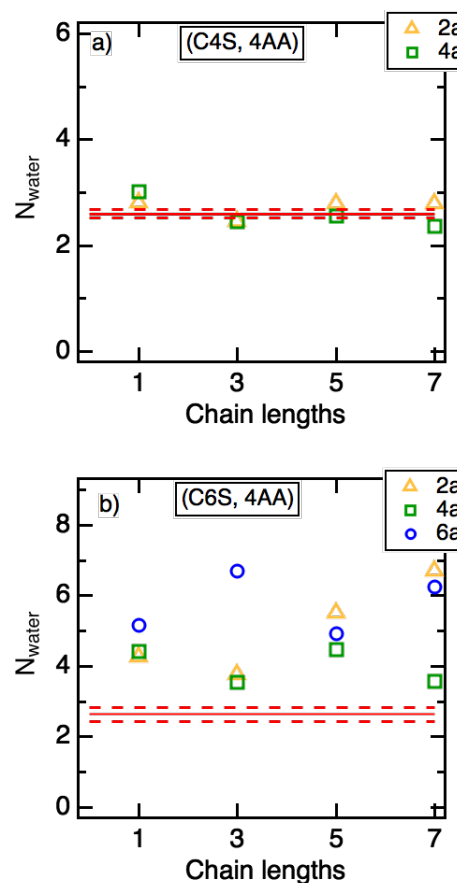 a)
(C4S, 4AA)
2a
4a
6
4
2
0
N_water
1 3 5 7
Chain lengths
b)
(C6S, 4AA)
2a
4a
6a
8
6
4
2
0
N_water
1 3 5 7
Chain lengths